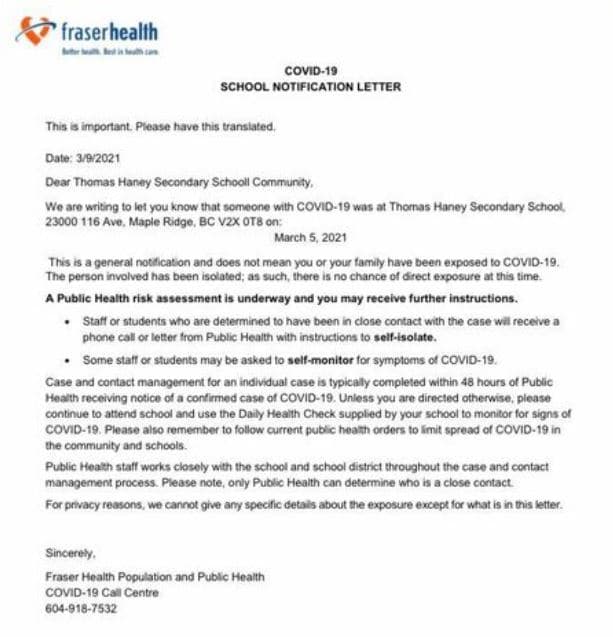 fraserhealth
Better health. Best in health care.
COVID-19
SCHOOL NOTIFICATION LETTER
This is important. Please have this translated.
Date: 3/9/2021
Dear Thomas Haney Secondary Schooll Community,
We are writing to let you know that someone with COVID-19 was at Thomas Haney Secondary School,
23000 116 Ave, Maple Ridge, BC V2X 0T8 on:
March 5, 2021
This is a general notification and does not mean you or your family have been exposed to COVID-19.
The person involved has been isolated; as such, there is no chance of direct exposure at this time.
A Public Health risk assessment is underway and you may receive further instructions.
• Staff or students who are determined to have been in close contact with the case will receive a
phone call or letter from Public Health with instructions to self-isolate.
• Some staff or students may be asked to self-monitor for symptoms of COVID-19.
Case and contact management for an individual case is typically completed within 48 hours of Public
Health receiving notice of a confirmed case of COVID-19. Unless you are directed otherwise, please
continue to attend school and use the Daily Health Check supplied by your school to monitor for signs of
COVID-19. Please also remember to follow current public health orders to limit spread of COVID-19 in
the community and schools.
Public Health staff works closely with the school and school district throughout the case and contact
management process. Please note, only Public Health can determine who is a close contact.
For privacy reasons, we cannot give any specific details about the exposure except for what is in this letter.
Sincerely,
Fraser Health Population and Public Health
COVID-19 Call Centre
604-918-7532